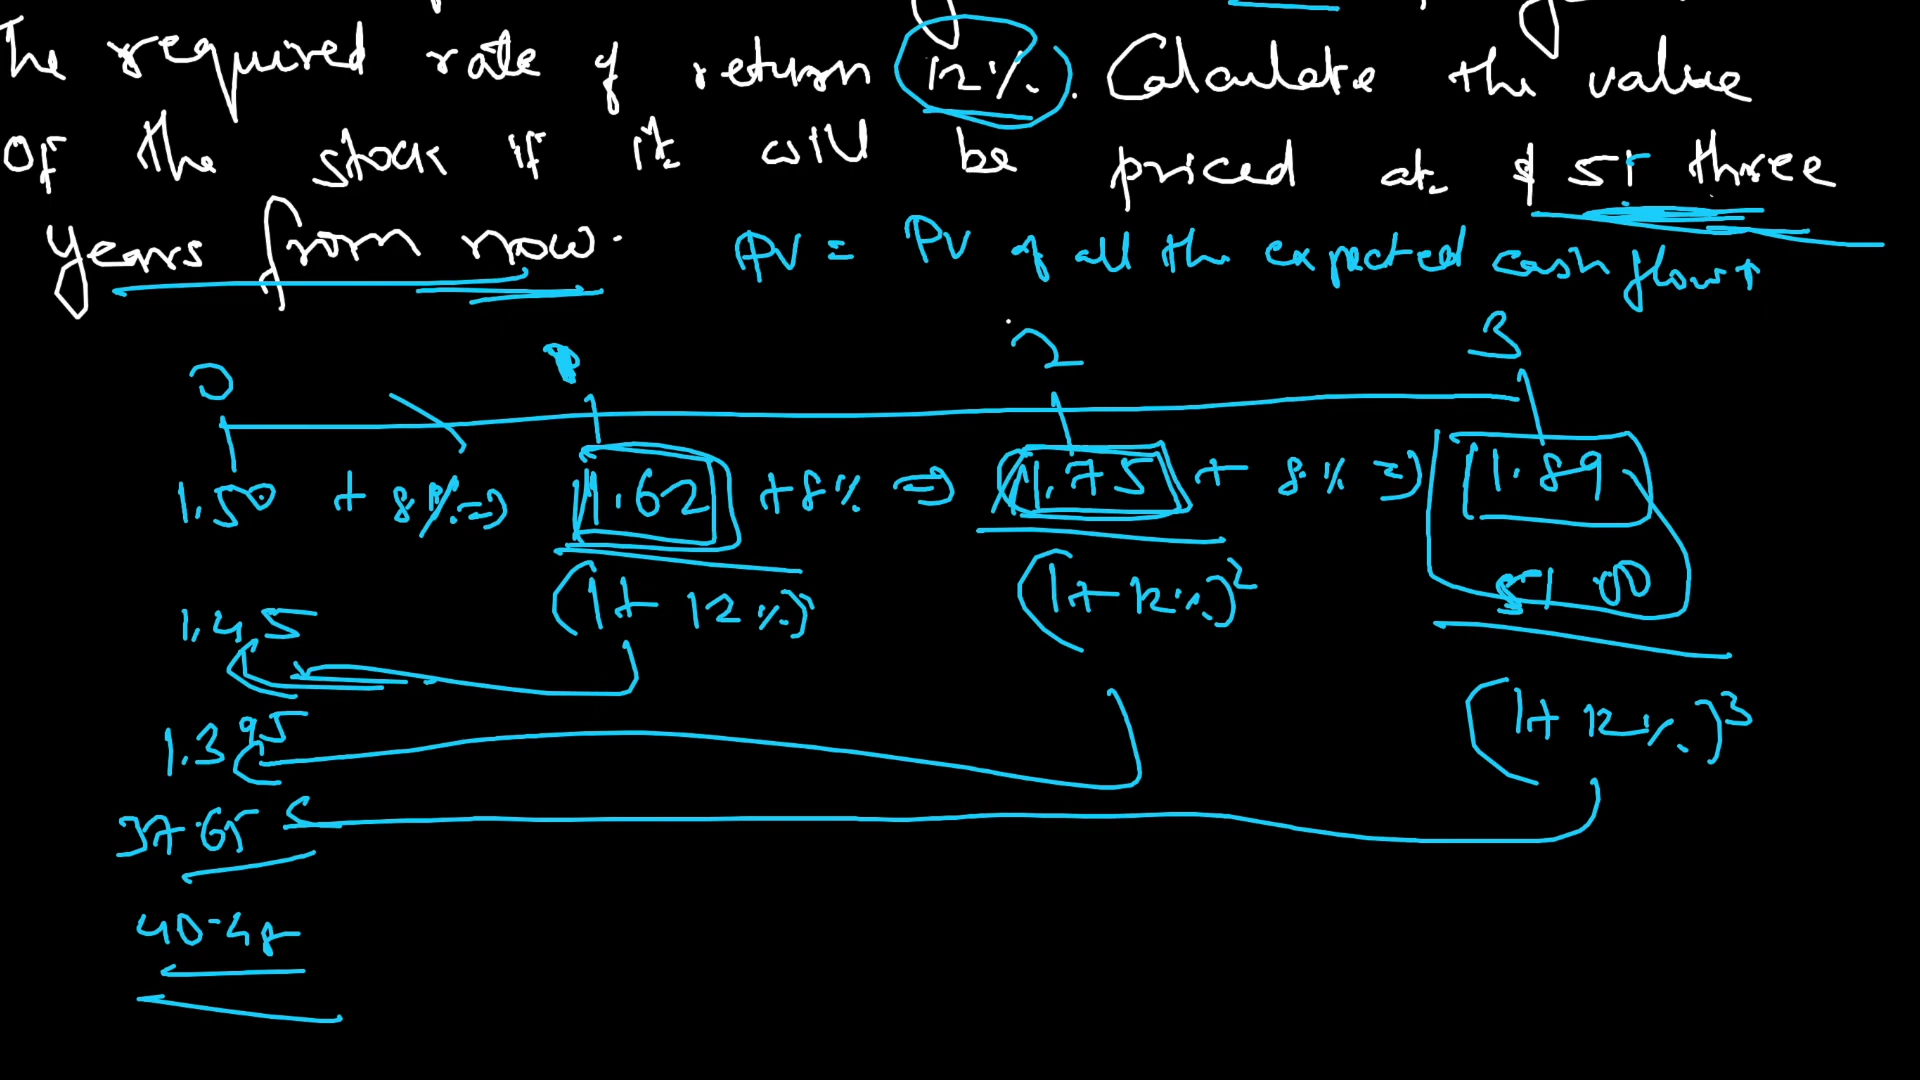 The required rate of return 12%. Calculate the value
Of the stock if it will be priced at $ 51 three
years from now.
PV = PV of all the expected cash flows
0 1 2 3
1.50 + 8% => 1.62 + 8% => 1.75 + 8% => 1.89
51.00
(1+12%)¹ (1+12%)² (1+12%)³
1.45
1.395
37.65
40.48